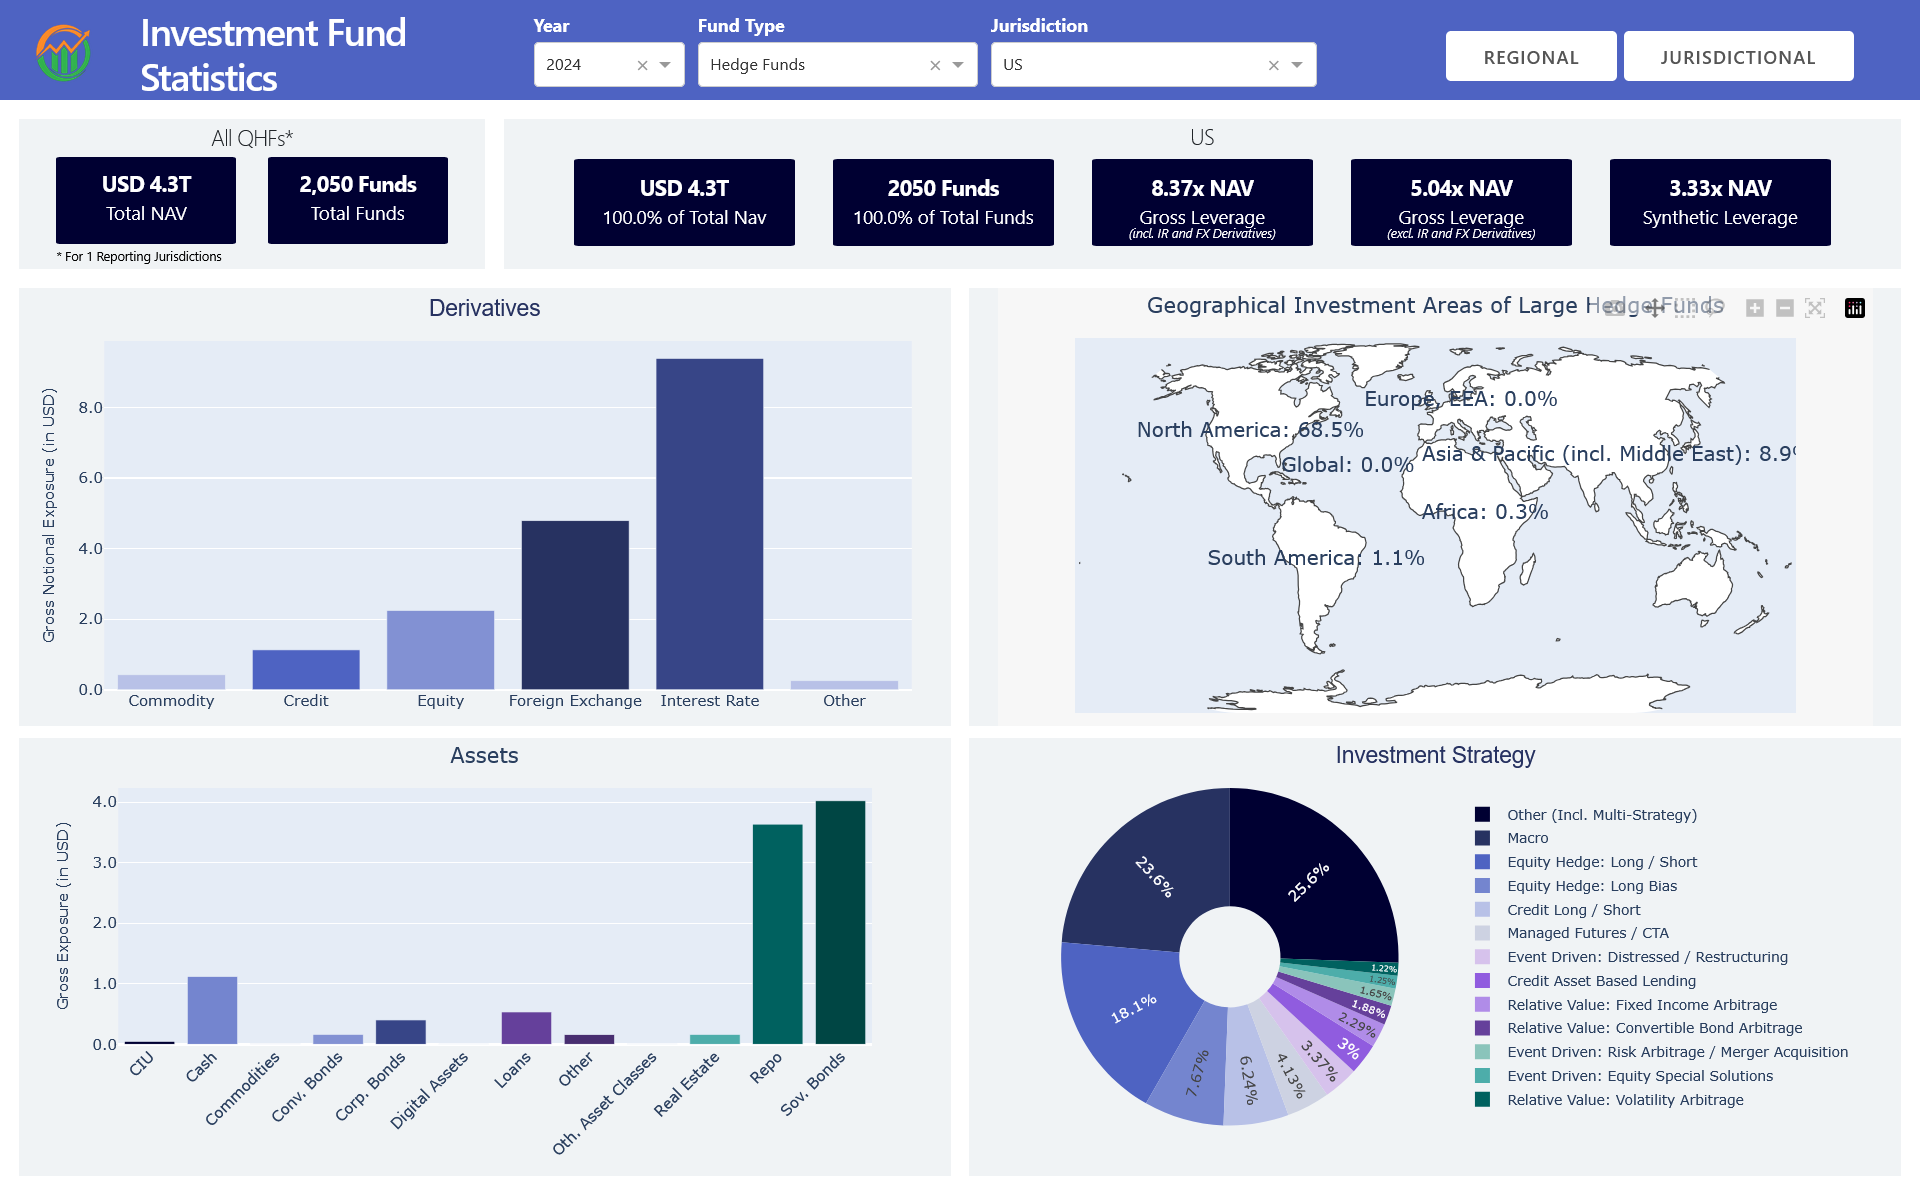 Investment Fund
Statistics
Year
2024
Fund Type
Hedge Funds
Jurisdiction
US
REGIONAL
JURISDICTIONAL
All QHFs*
USD 4.3T
Total NAV
2,050 Funds
Total Funds
* For 1 Reporting Jurisdictions
US
USD 4.3T
100.0% of Total Nav
2050 Funds
100.0% of Total Funds
8.37x NAV
Gross Leverage
(incl. IR and FX Derivatives)
5.04x NAV
Gross Leverage
(excl. IR and FX Derivatives)
3.33x NAV
Synthetic Leverage
Derivatives
Gross Notional Exposure (in USD)
8.0
6.0
4.0
2.0
0.0
Commodity
Credit
Equity
Foreign Exchange
Interest Rate
Other
Geographical Investment Areas of Large Hedge Funds
Europe, EEA: 0.0%
North America: 68.5%
Asia & Pacific (incl. Middle East): 8.9%
Global: 0.0%
Africa: 0.3%
South America: 1.1%
Assets
Gross Exposure (in USD)
4.0
3.0
2.0
1.0
0.0
CIU
Cash
Commodities
Conv. Bonds
Corp. Bonds
Digital Assets
Loans
Other
Oth. Asset Classes
Real Estate
Repo
Sov. Bonds
Investment Strategy
25.6%
23.6%
18.1%
7.67%
6.24%
4.13%
3.37%
3%
2.29%
1.88%
1.65%
1.25%
1.22%
Other (Incl. Multi-Strategy)
Macro
Equity Hedge: Long / Short
Equity Hedge: Long Bias
Credit Long / Short
Managed Futures / CTA
Event Driven: Distressed / Restructuring
Credit Asset Based Lending
Relative Value: Fixed Income Arbitrage
Relative Value: Convertible Bond Arbitrage
Event Driven: Risk Arbitrage / Merger Acquisition
Event Driven: Equity Special Solutions
Relative Value: Volatility Arbitrage